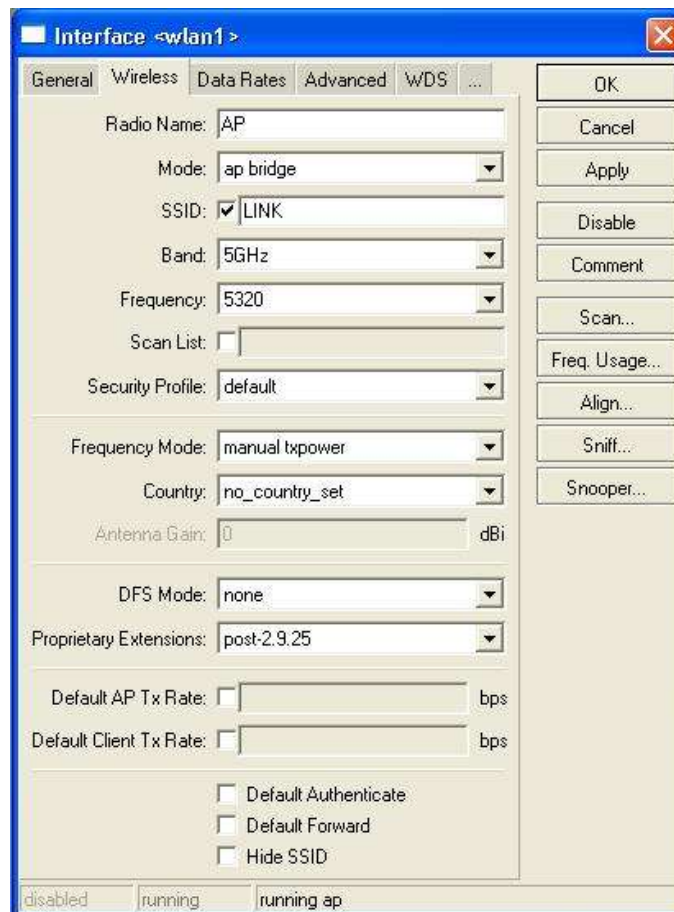 Interface <wlan1>
General Wireless Data Rates Advanced WDS ...
Radio Name: AP
Mode: ap bridge
SSID: LINK
Band: 5GHz
Frequency: 5320
Scan List:
Security Profile: default
Frequency Mode: manual txpower
Country: no_country_set
Antenna Gain: 0 dBi
DFS Mode: none
Proprietary Extensions: post-2.9.25
Default AP Tx Rate: bps
Default Client Tx Rate: bps
Default Authenticate
Default Forward
Hide SSID
OK
Cancel
Apply
Disable
Comment
Scan...
Freq. Usage...
Align...
Sniff...
Snooper...
disabled running running ap